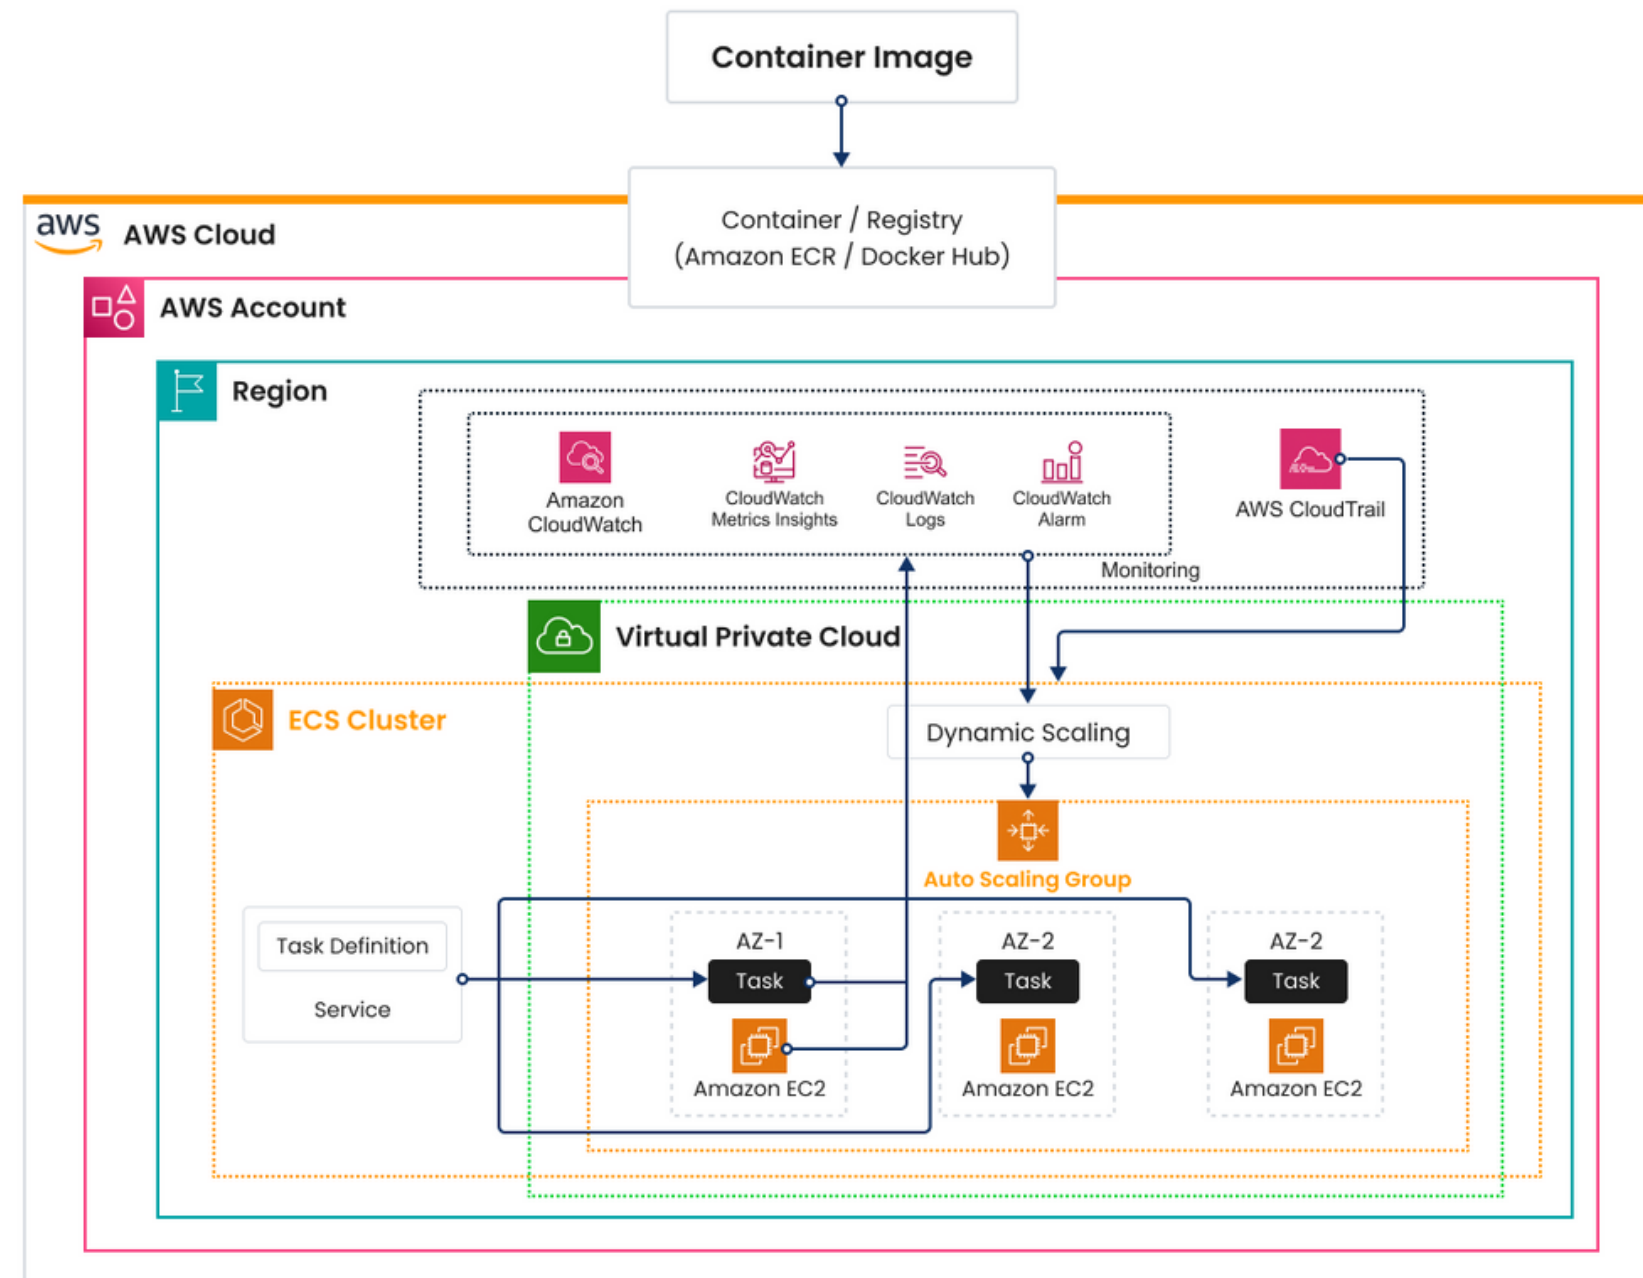 Container Image
Container / Registry
(Amazon ECR / Docker Hub)
aws
AWS Cloud
AWS Account
Region
Amazon
CloudWatch
CloudWatch
Metrics Insights
CloudWatch
Logs
CloudWatch
Alarm
AWS CloudTrail
Monitoring
Virtual Private Cloud
ECS Cluster
Dynamic Scaling
Auto Scaling Group
Task Definition
Service
AZ-1
Task
Amazon EC2
AZ-2
Task
Amazon EC2
AZ-2
Task
Amazon EC2